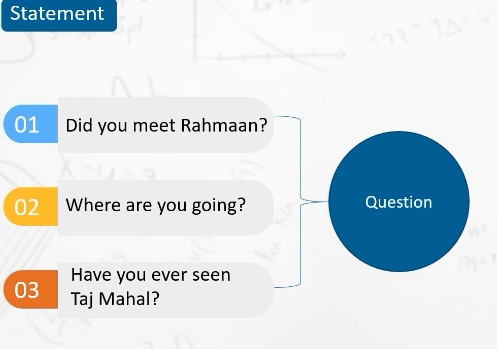 Statement
01
Did you meet Rahmaan?
02
Where are you going?
03
Have you ever seen
Taj Mahal?
Question